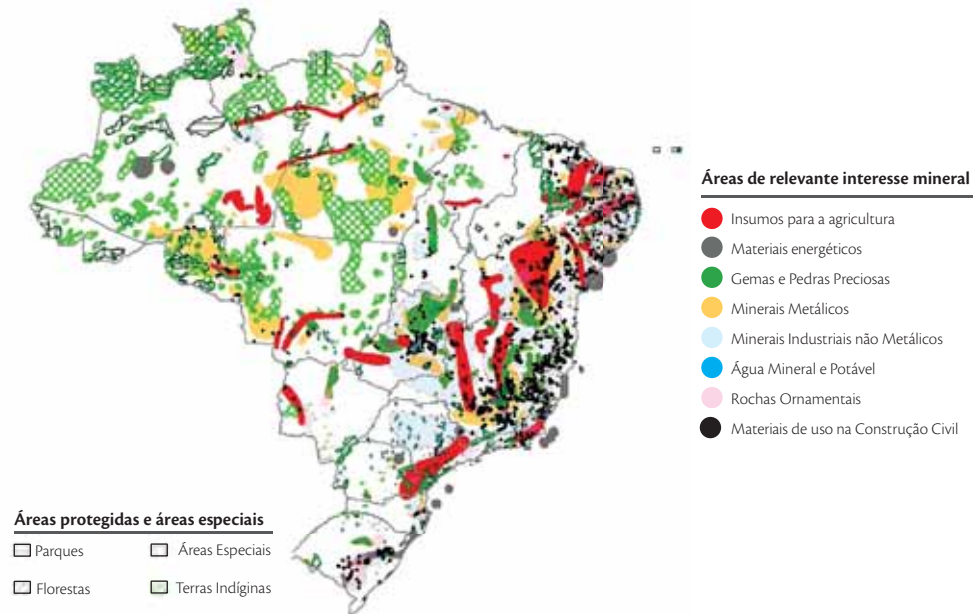 Áreas de relevante interesse mineral
Insumos para a agricultura
Materiais energéticos
Gemas e Pedras Preciosas
Minerais Metálicos
Minerais Industriais não Metálicos
Água Mineral e Potável
Rochas Ornamentais
Materiais de uso na Construção Civil
Áreas protegidas e áreas especiais
Parques
Áreas Especiais
Florestas
Terras Indíginas